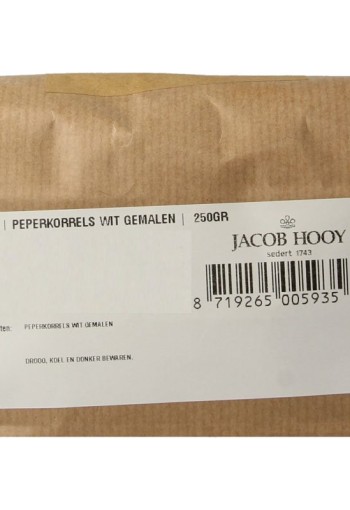 | PEPERKORRELS WIT GEMALEN | 250GR
JACOB HOOY
sedert 1743
8 719265 005935
ten: PEPERKORRELS WIT GEMALEN
DROOG, KOEL EN DONKER BEWAREN.